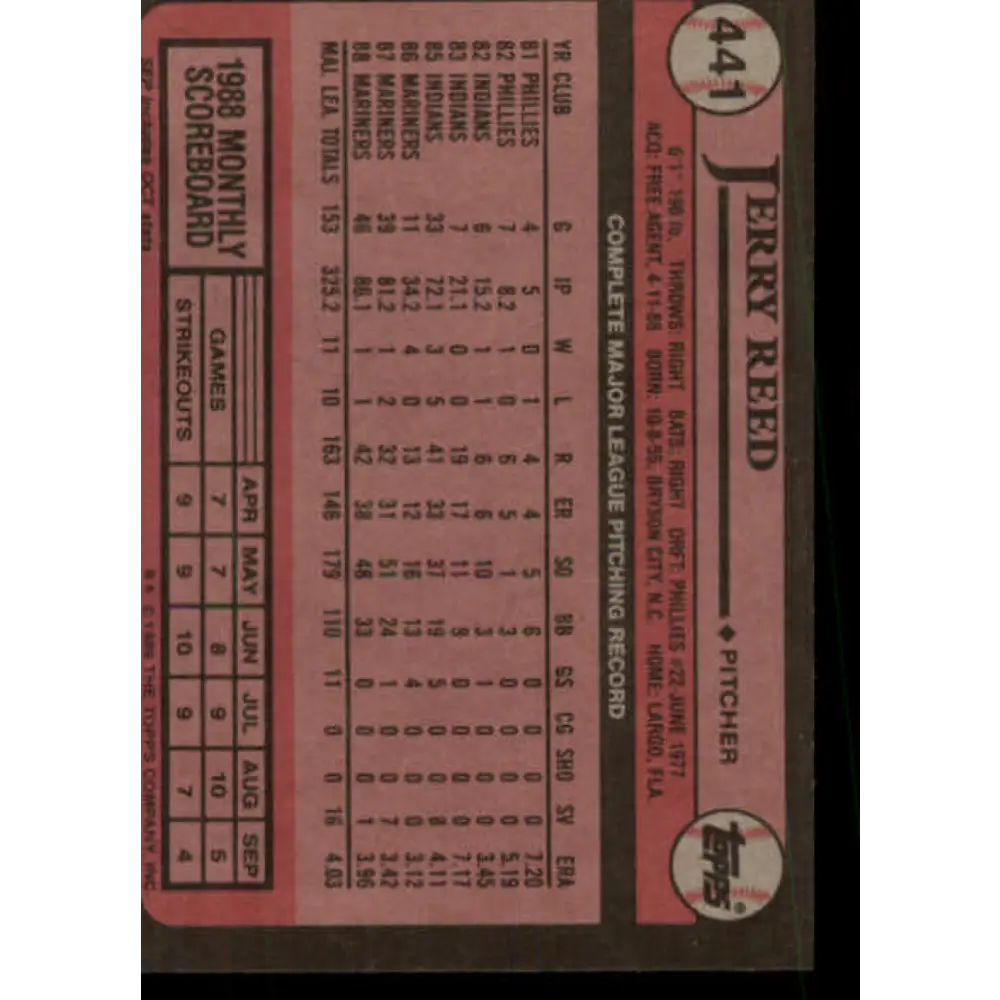 441
JERRY REED
PITCHER
Topps®
6'1" 190 lb. THROWS: RIGHT BATS: RIGHT DRFT: PHILLIES #22-JUNE 1977
ACQ: FREE AGENT, 4-11-86 BORN: 10-8-55, BRYSON CITY, N.C. HOME: LARGO, FLA
COMPLETE MAJOR LEAGUE PITCHING RECORD
YR CLUB G IP W L R ER SO BB GS CG SHO SV ERA
81 PHILLIES 4 5 0 1 4 4 5 6 0 0 0 0 7.20
82 PHILLIES 7 8.2 1 0 6 5 1 3 0 0 0 0 5.19
82 INDIANS 6 15.2 1 1 6 6 10 3 1 0 0 0 3.45
83 INDIANS 7 21.1 0 0 19 17 11 9 0 0 0 0 7.17
85 INDIANS 33 72.1 3 5 41 33 37 19 5 0 0 8 4.11
86 MARINERS 11 34.2 4 0 13 12 16 13 4 0 0 0 3.12
87 MARINERS 39 81.2 1 2 32 31 51 24 1 0 0 7 3.42
88 MARINERS 46 86.1 1 1 42 38 48 33 0 0 0 1 3.96
MAJ. LEA. TOTALS 153 325.2 11 10 163 146 179 110 11 0 0 16 4.03
1988 MONTHLY
SCOREBOARD
APR MAY JUN JUL AUG SEP
GAMES 7 7 8 9 10 5
STRIKEOUTS 9 9 10 9 7 4
SEP includes OCT stats
© 1989 THE TOPPS COMPANY, INC.